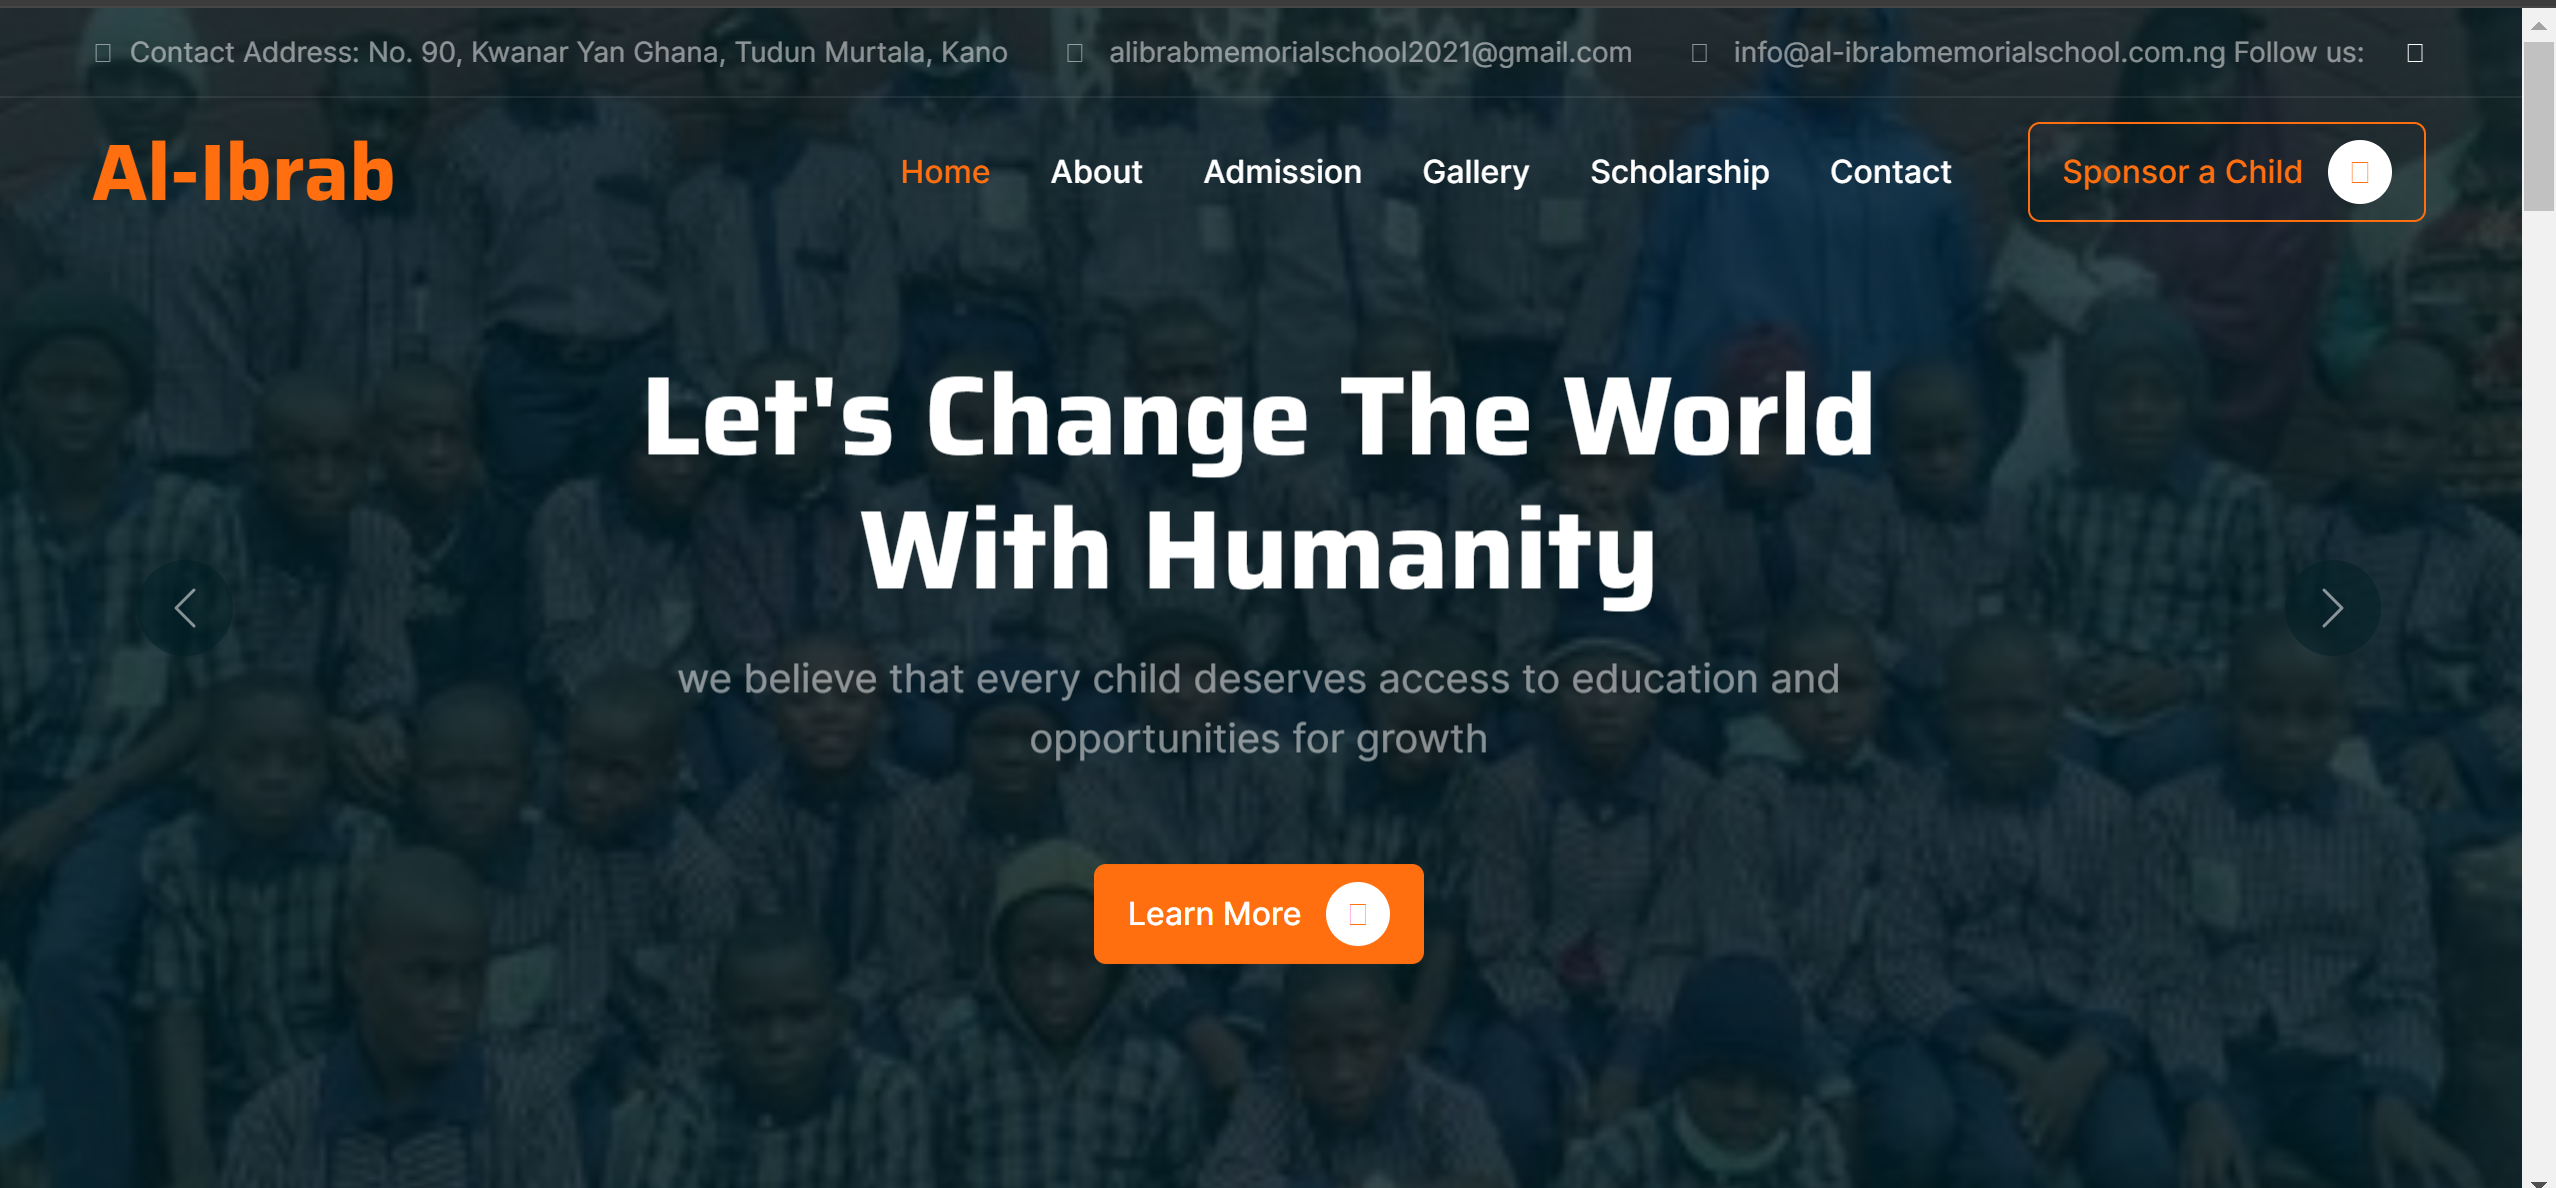 Contact Address: No. 90, Kwanar Yan Ghana, Tudun Murtala, Kano alibrabmemorialschool2021@gmail.com info@al-ibrabmemorialschool.com.ng Follow us:
Al-Ibrab Home About Admission Gallery Scholarship Contact Sponsor a Child
Let's Change The World
With Humanity
we believe that every child deserves access to education and
opportunities for growth
Learn More